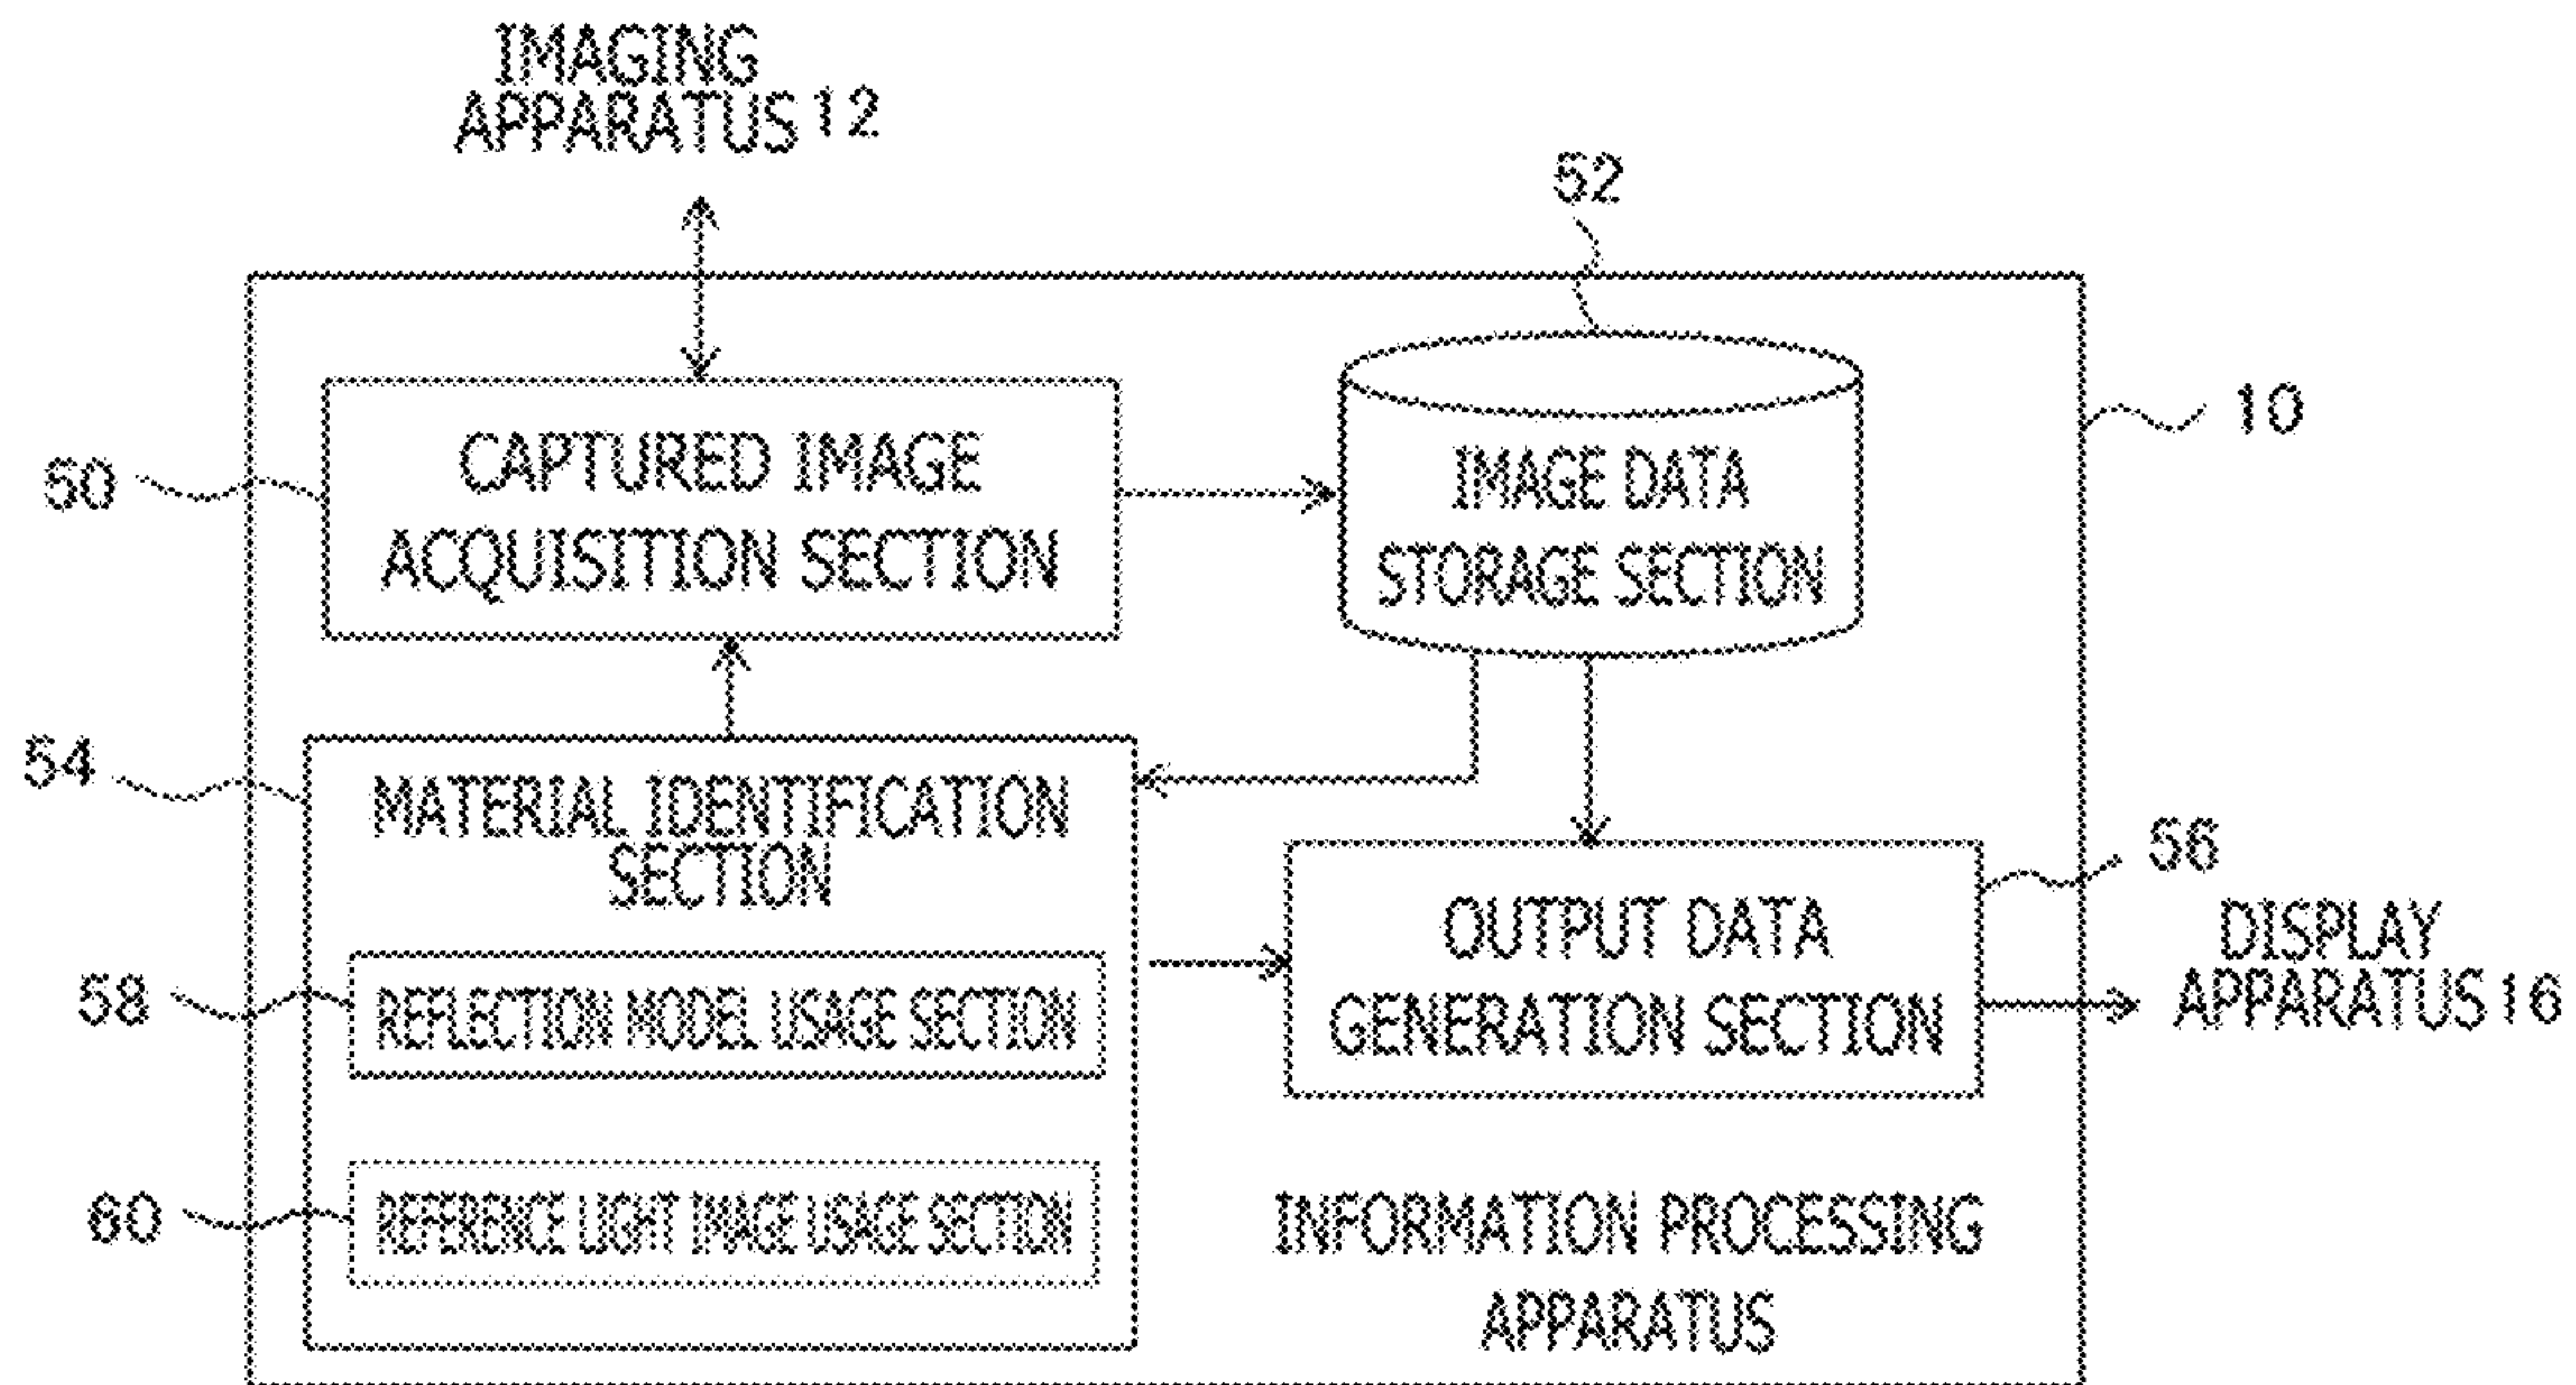 IMAGING
APPARATUS 12
52
10
50
CAPTURED IMAGE
ACQUISITION SECTION
IMAGE DATA
STORAGE SECTION
54
MATERIAL IDENTIFICATION
SECTION
56
OUTPUT DATA
GENERATION SECTION
DISPLAY
APPARATUS 16
58
REFLECTION MODEL USAGE SECTION
60
REFERENCE LIGHT IMAGE USAGE SECTION
INFORMATION PROCESSING
APPARATUS